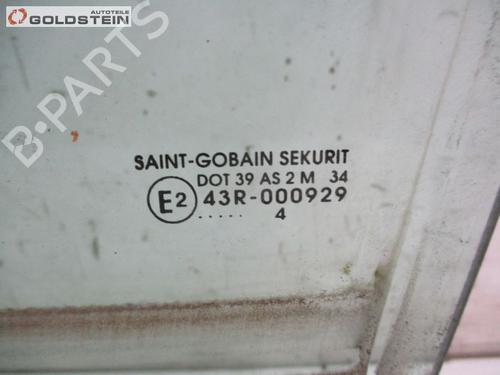 AUTOTEILE
GOLDSTEIN
B-PARTS
SAINT-GOBAIN SEKURIT
DOT 39 AS 2 M 34
E2 43R-000929
..... 4